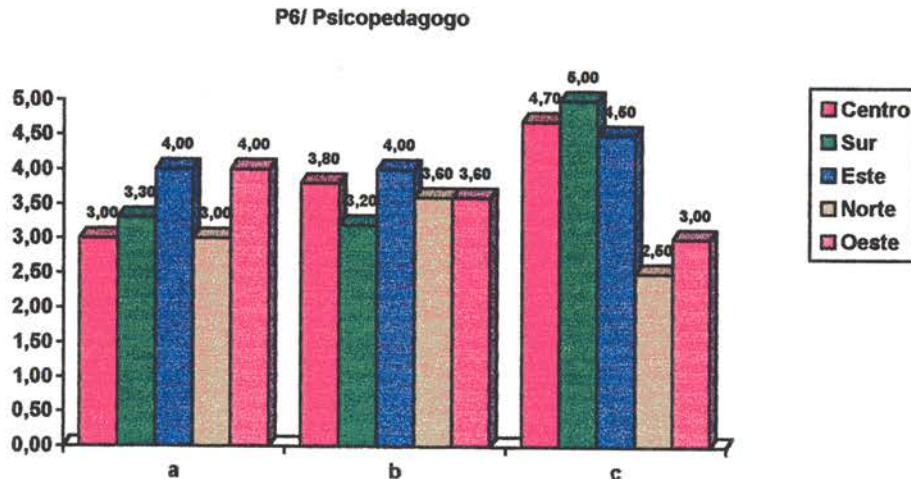 P6/ Psicopedagogo
5,00
4,50
4,00
3,50
3,00
2,50
2,00
1,50
1,00
0,50
0,00
3,00
3,30
4,00
3,00
4,00
3,80
3,20
4,00
3,60
3,60
4,70
5,00
4,50
2,50
3,00
a
b
c
Centro
Sur
Este
Norte
Oeste